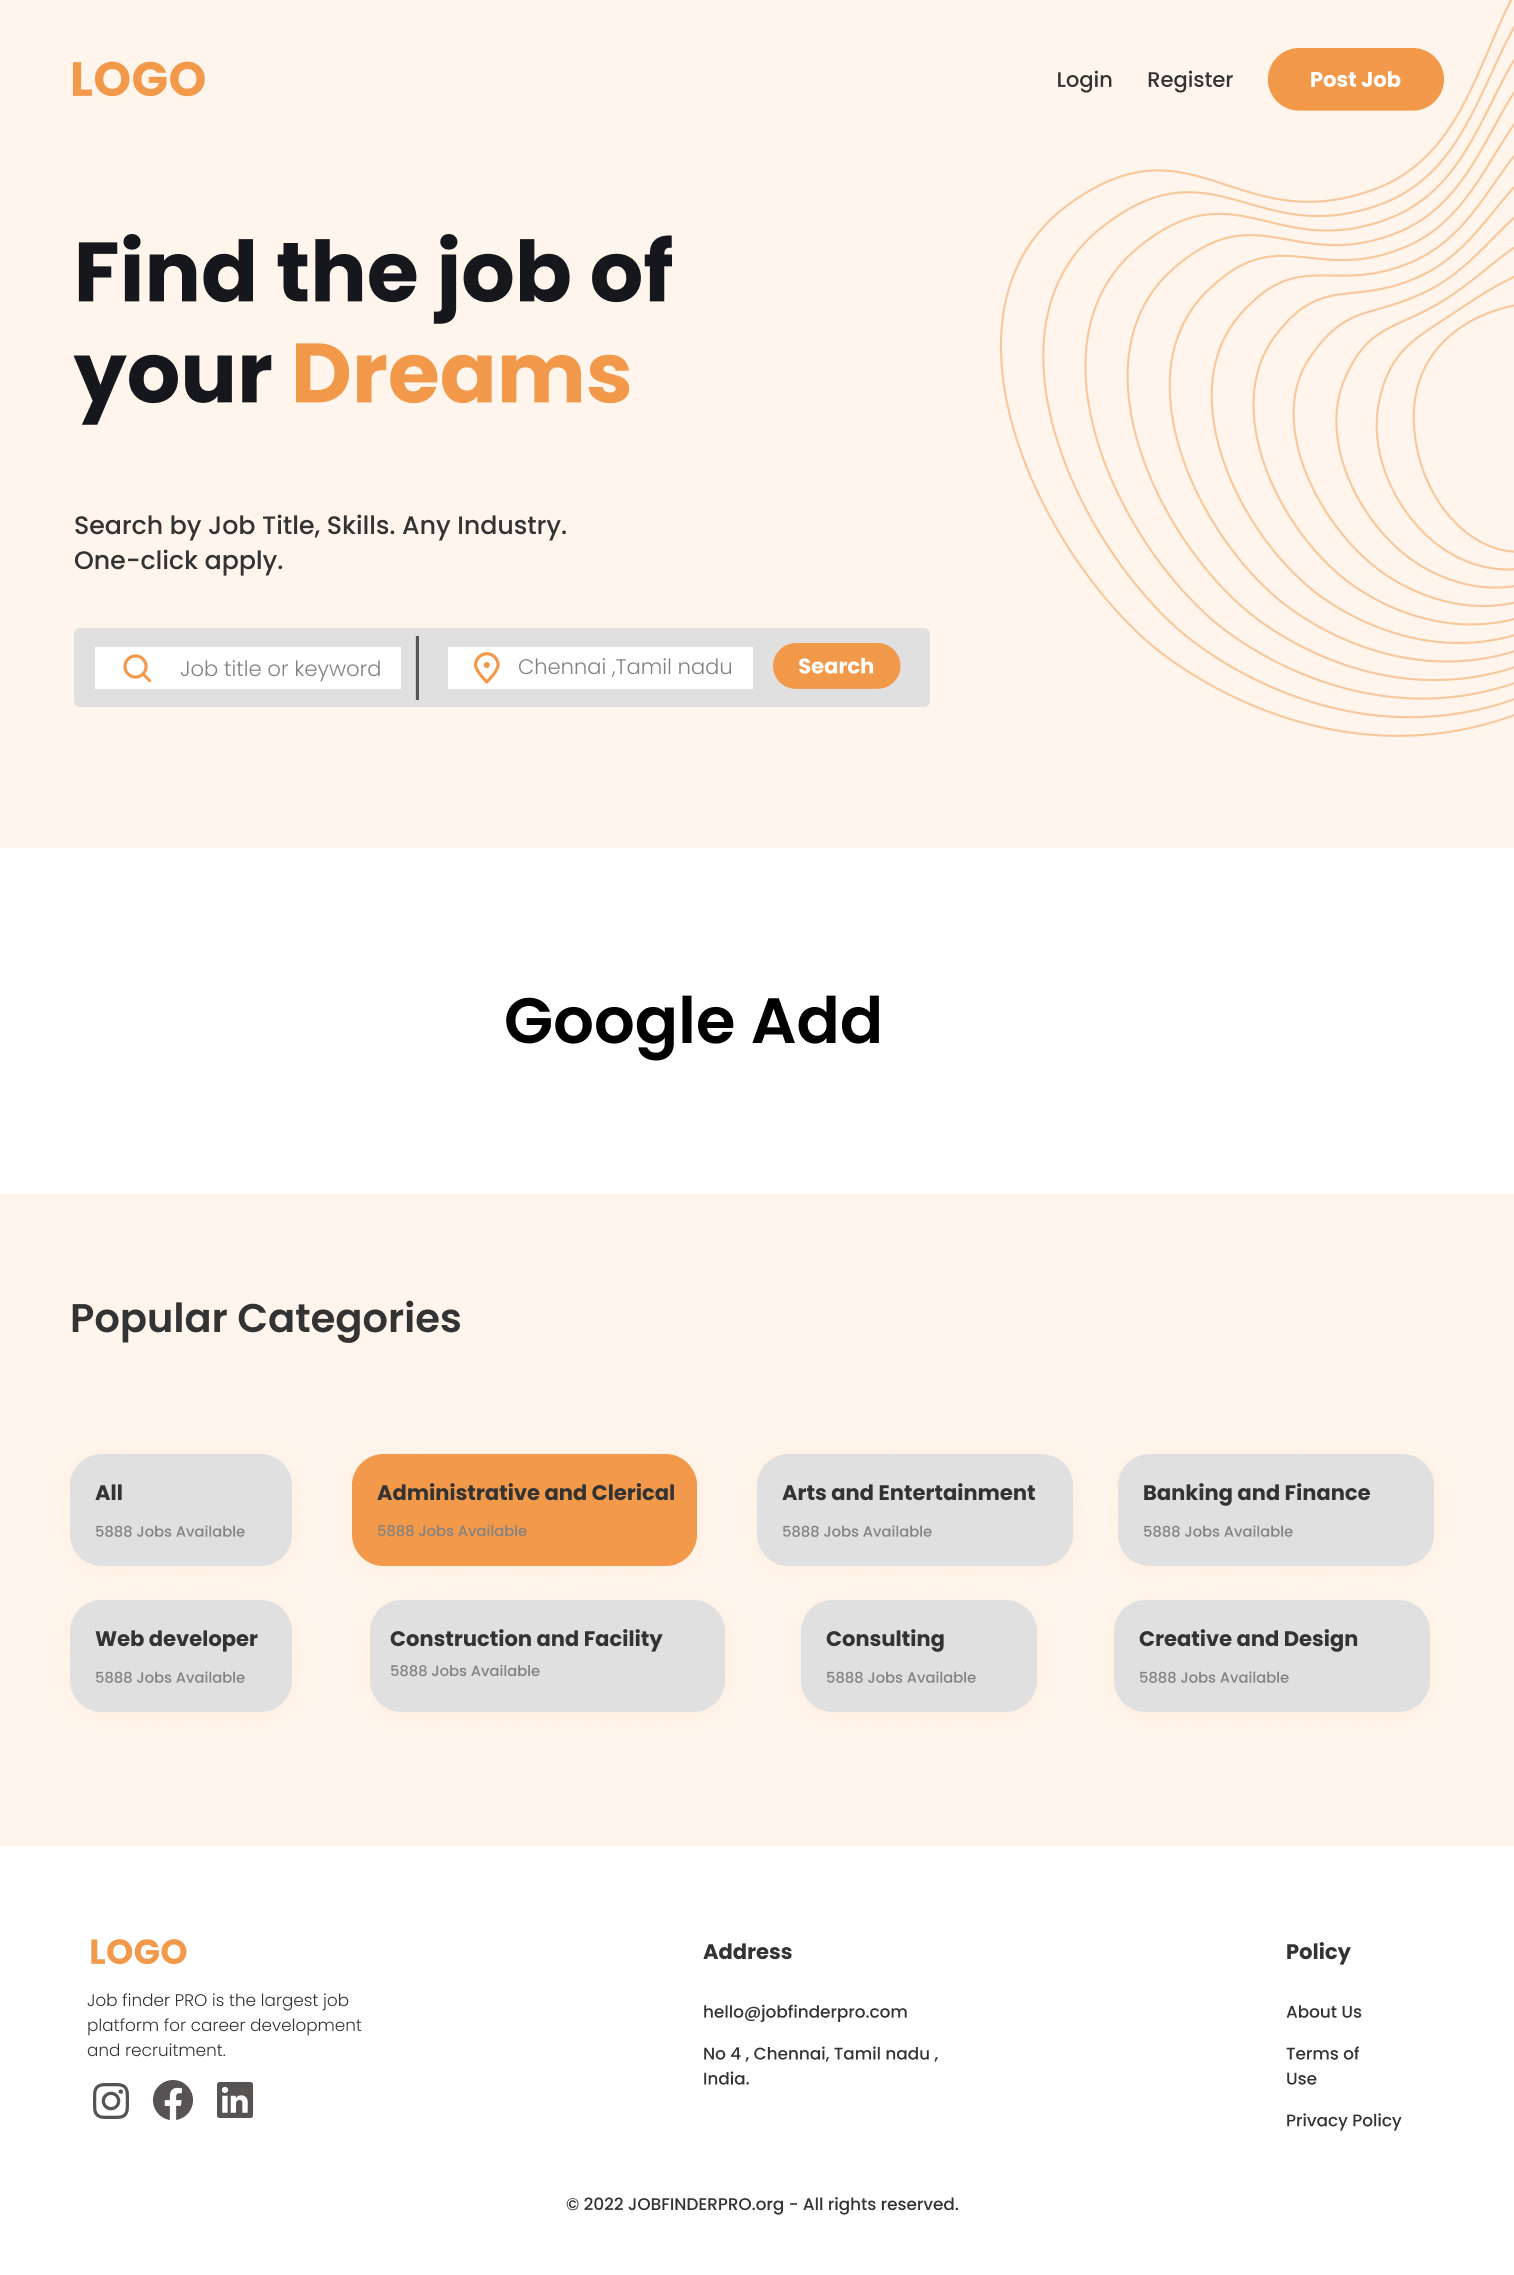 LOGO
Login
Register
Post Job
Find the job of
your Dreams
Search by Job Title, Skills. Any Industry.
One-click apply.
Job title or keyword
Chennai ,Tamil nadu
Search
Google Add
Popular Categories
All
5888 Jobs Available
Administrative and Clerical
5888 Jobs Available
Arts and Entertainment
5888 Jobs Available
Banking and Finance
5888 Jobs Available
Web developer
5888 Jobs Available
Construction and Facility
5888 Jobs Available
Consulting
5888 Jobs Available
Creative and Design
5888 Jobs Available
LOGO
Job finder PRO is the largest job
platform for career development
and recruitment.
Address
hello@jobfinderpro.com
No 4 , Chennai, Tamil nadu ,
India.
Policy
About Us
Terms of
Use
Privacy Policy
© 2022 JOBFINDERPRO.org - All rights reserved.